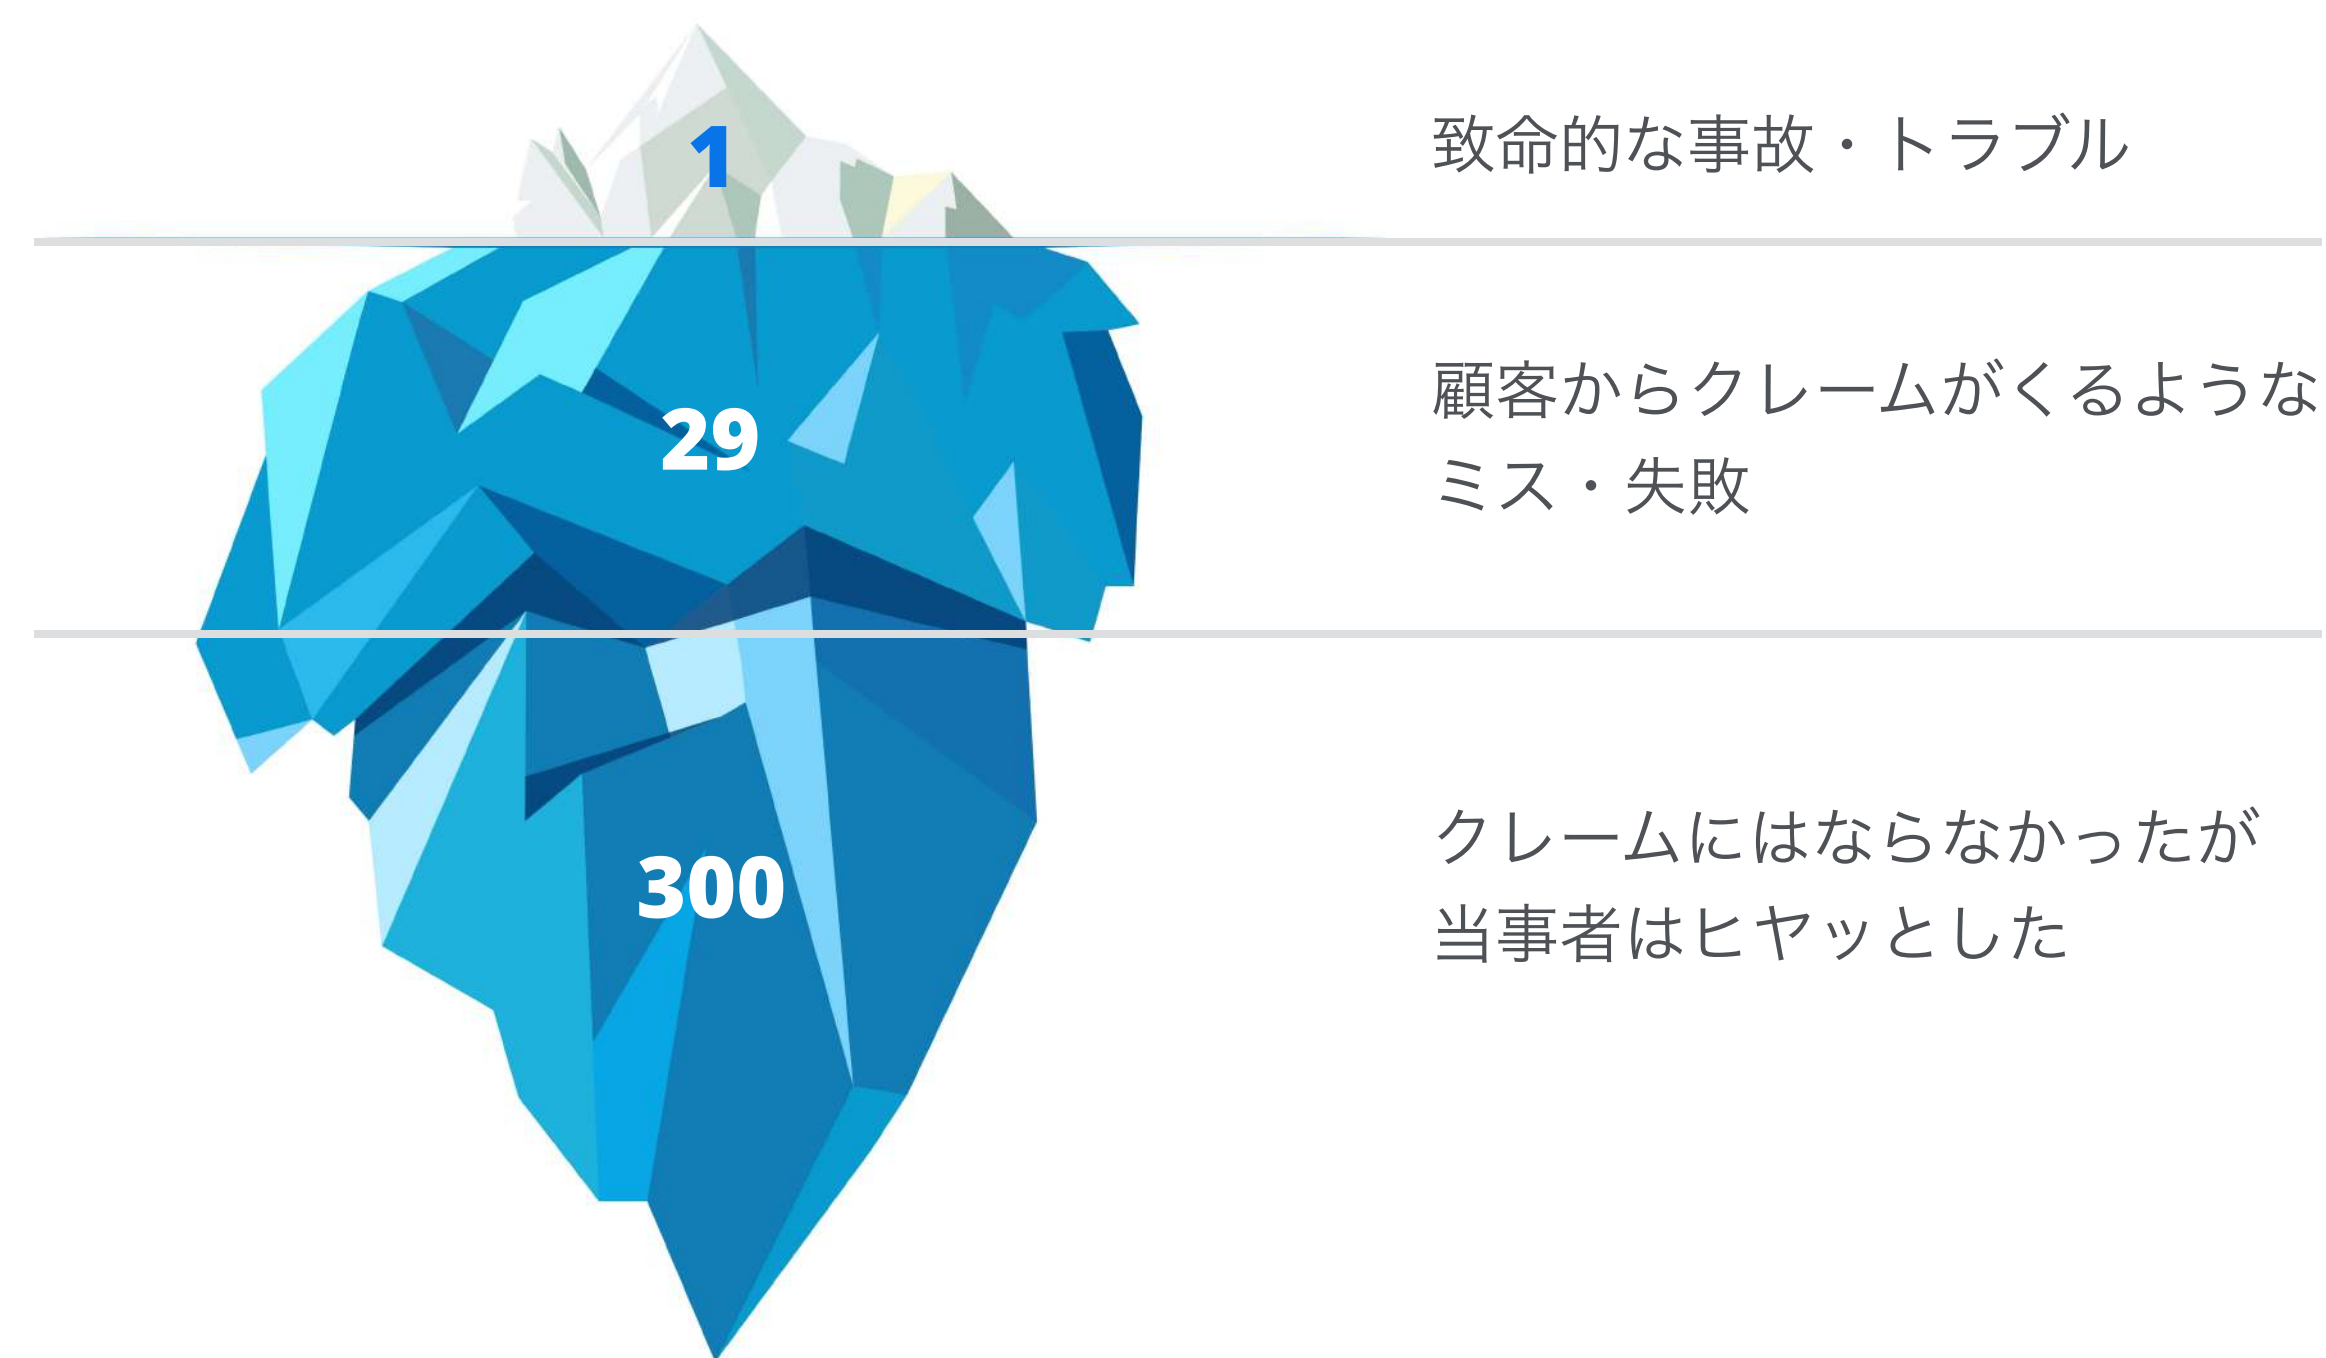 1
致命的な事故・トラブル
29
顧客からクレームがくるような
ミス・失敗
300
クレームにはならなかったが
当事者はヒヤッとした